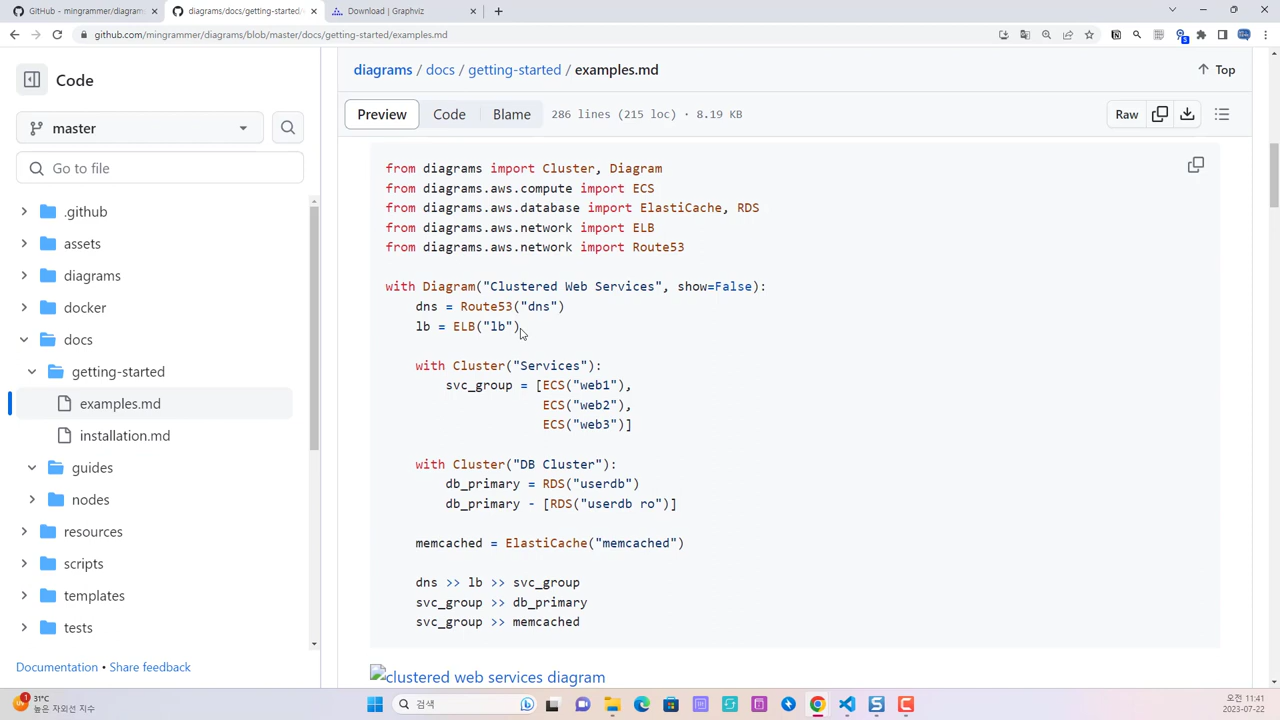 GitHub - mingrammer/diagrams
diagrams/docs/getting-started/
Download | Graphviz
github.com/mingrammer/diagrams/blob/master/docs/getting-started/examples.md
Code
master
Go to file
.github
assets
diagrams
docker
docs
getting-started
examples.md
installation.md
guides
nodes
resources
scripts
templates
tests
Documentation • Share feedback
diagrams / docs / getting-started / examples.md
Top
Preview
Code
Blame
286 lines (215 loc) · 8.19 KB
Raw
from diagrams import Cluster, Diagram
from diagrams.aws.compute import ECS
from diagrams.aws.database import ElastiCache, RDS
from diagrams.aws.network import ELB
from diagrams.aws.network import Route53
with Diagram("Clustered Web Services", show=False):
dns = Route53("dns")
lb = ELB("lb")
with Cluster("Services"):
svc_group = [ECS("web1"),
ECS("web2"),
ECS("web3")]
with Cluster("DB Cluster"):
db_primary = RDS("userdb")
db_primary - [RDS("userdb ro")]
memcached = ElastiCache("memcached")
dns >> lb >> svc_group
svc_group >> db_primary
svc_group >> memcached
clustered web services diagram
31°C
높은 자외선 지수
검색
오전 11:41
2023-07-22